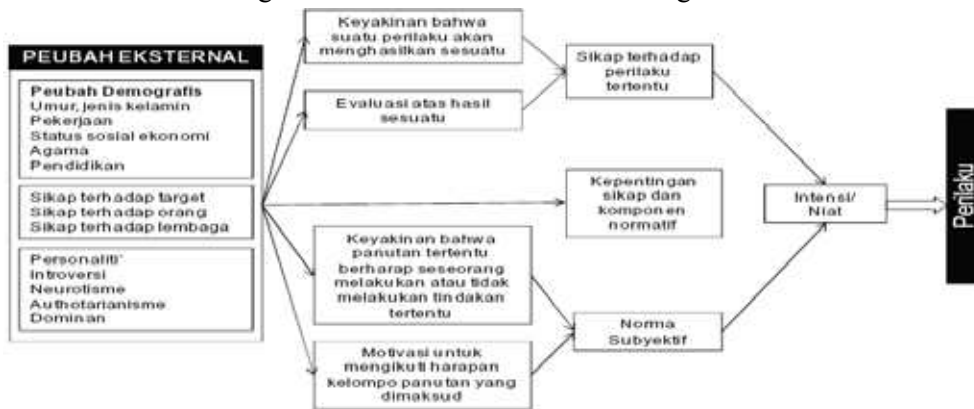 PEUBAH EKSTERNAL
Peubah Demografis
Umur, jenis kelamin
Pekerjaan
Status sosial ekonomi
Agama
Pendidikan
Sikap terhadap target
Sikap terhadap orang
Sikap terhadap lembaga
Personaliti'
Introversi
Neurotisme
Authotarianisme
Dominan
Keyakinan bahwa
suatu perilaku akan
menghasilkan sesuatu
Evaluasi atas hasil
sesuatu
Keyakinan bahwa
panutan tertentu
berharap seseorang
melakukan atau tidak
melakukan tindakan
tertentu
Motivasi untuk
mengikuti harapan
kelompo panutan yang
dimaksud
Sikap terhadap
perilaku
tertentu
Kepentingan
sikap dan
komponen
normatif
Norma
Subyektif
Intensi/
Niat
Perilaku